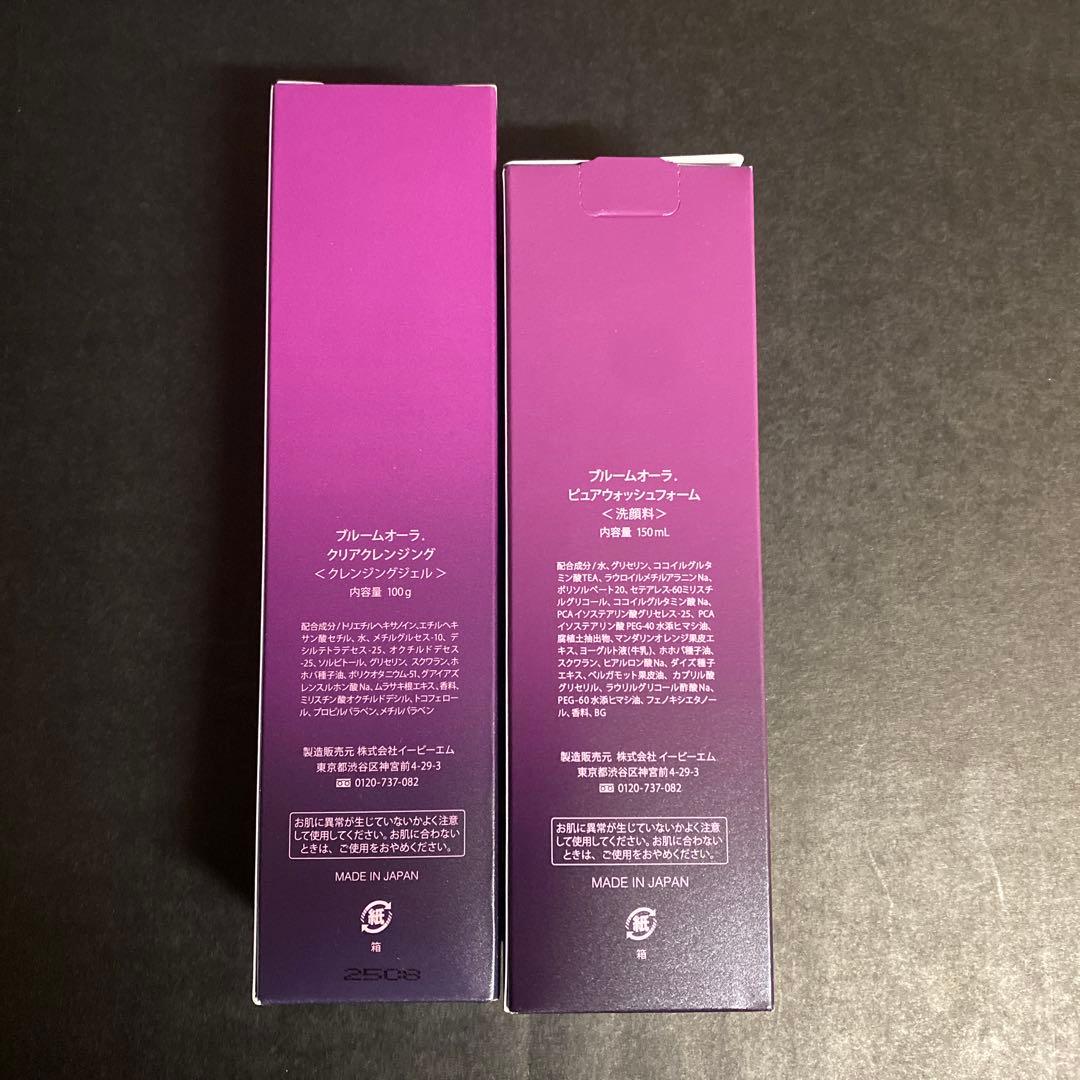 ブルームオーラ.
クリアクレンジング
＜クレンジングジェル＞
内容量 100g
配合成分/トリエチルヘキサノイン、エチルヘキ
サン酸セチル、水、メチルグルセス-10、デ
シルテトラデセス-25、オクチルドデセス
-25、ソルビトール、グリセリン、スクワラン、ホ
ホバ種子油、ポリクオタニウム-51、グアイアズ
レンスルホン酸Na、ムラサキ根エキス、香料、
ミリスチン酸オクチルドデシル、トコフェロー
ル、プロピルパラベン、メチルパラベン
製造販売元 株式会社イーピーエム
東京都渋谷区神宮前4-29-3
0120-737-082
お肌に異常が生じていないかよく注意
して使用してください。お肌に合わない
ときは、ご使用をおやめください。
MADE IN JAPAN
紙
箱
2508
ブルームオーラ.
ピュアウォッシュフォーム
＜洗顔料＞
内容量 150mL
配合成分/水、グリセリン、ココイルグルタ
ミン酸TEA、ラウロイルメチルアラニンNa、
ポリソルベート20、セテアレス-60ミリスチ
ルグリコール、ココイルグルタミン酸Na、
PCAイソステアリン酸グリセレス-25、PCA
イソステアリン酸PEG-40水添ヒマシ油、
腐植土抽出物、マンダリンオレンジ果皮エ
キス、ヨーグルト液(牛乳)、ホホバ種子油、
スクワラン、ヒアルロン酸Na、ダイズ種子
エキス、ベルガモット果皮油、カプリル酸
グリセリル、ラウリルグリコール酢酸Na、
PEG-60水添ヒマシ油、フェノキシエタノー
ル、香料、BG
製造販売元 株式会社イーピーエム
東京都渋谷区神宮前4-29-3
0120-737-082
お肌に異常が生じていないかよく注意
して使用してください。お肌に合わない
ときは、ご使用をおやめください。
MADE IN JAPAN
紙
箱